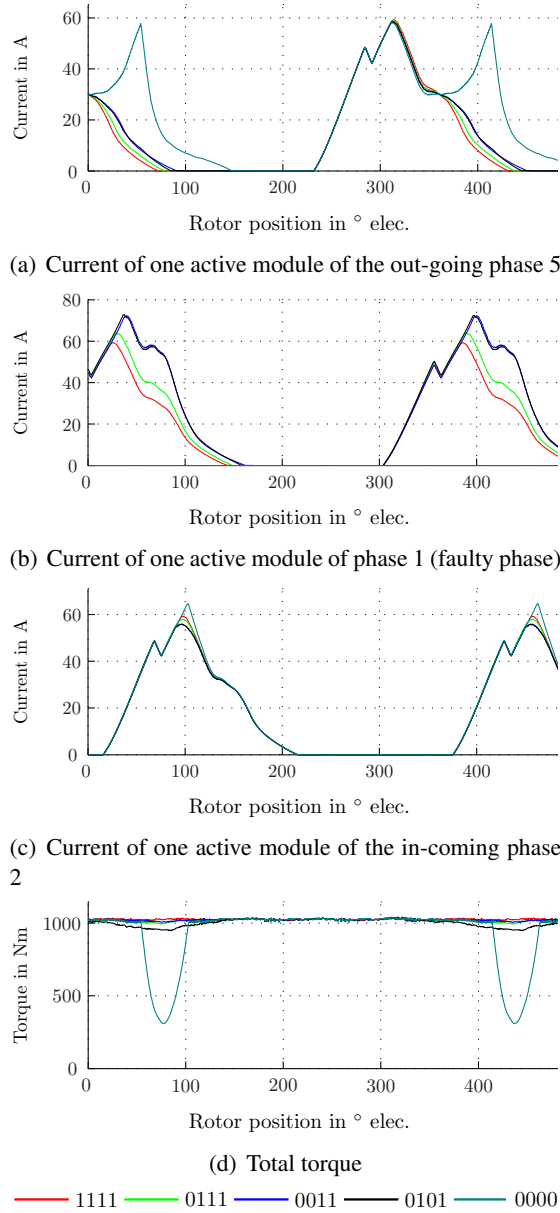 60
40
20
0
Current in A
0 100 200 300 400
Rotor position in ° elec.
(a) Current of one active module of the out-going phase 5
80
60
40
20
0
Current in A
0 100 200 300 400
Rotor position in ° elec.
(b) Current of one active module of phase 1 (faulty phase)
60
40
20
0
Current in A
0 100 200 300 400
Rotor position in ° elec.
(c) Current of one active module of the in-coming phase
2
1000
500
0
Torque in Nm
0 100 200 300 400
Rotor position in ° elec.
(d) Total torque
1111 0111 0011 0101 0000